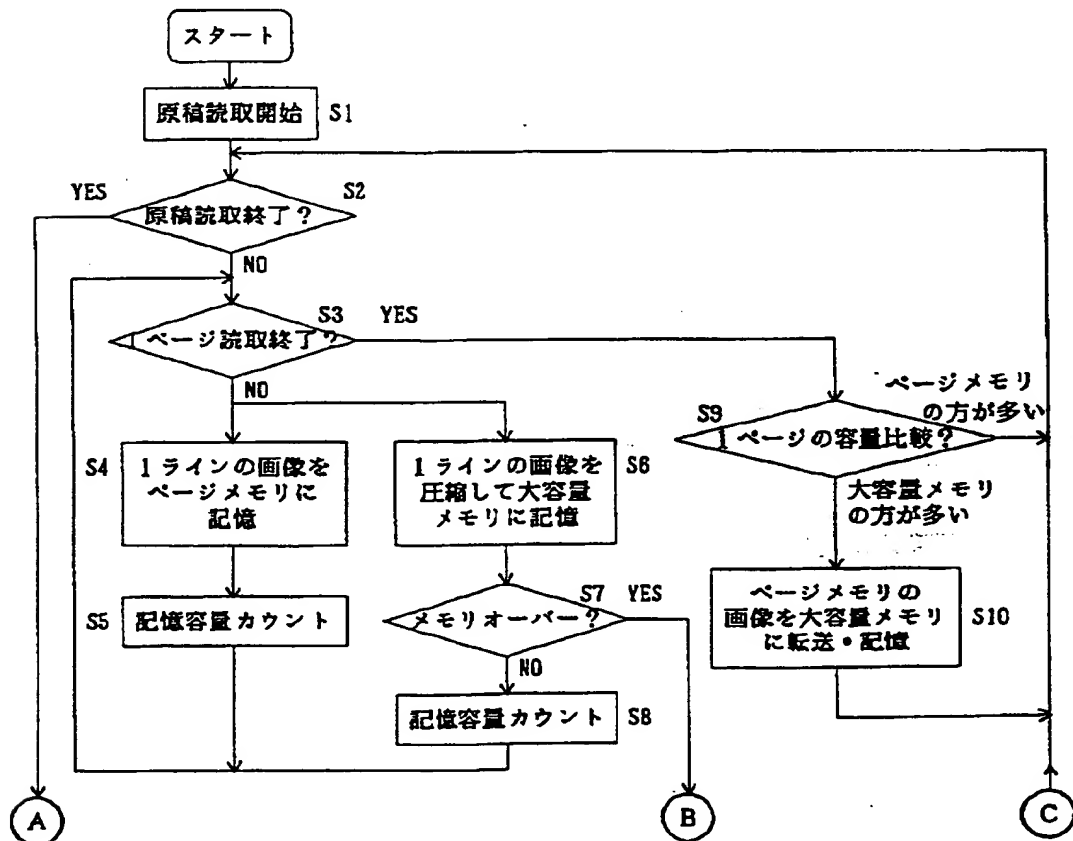 スタート
原稿読取開始 S1
YES S2
原稿読取終了?
NO
S3 YES
1ページ読取終了?
NO
ページメモリ
の方が多い
S9
1ページの容量比較?
S4
1ラインの画像を
ページメモリに
記憶
1ラインの画像を
圧縮して大容量
メモリに記憶
S6
大容量メモリ
の方が多い
S5 記憶容量カウント
S7 YES
メモリオーバー?
NO
ページメモリの
画像を大容量メモリ
に転送・記憶
S10
記憶容量カウント S8
A
B
C